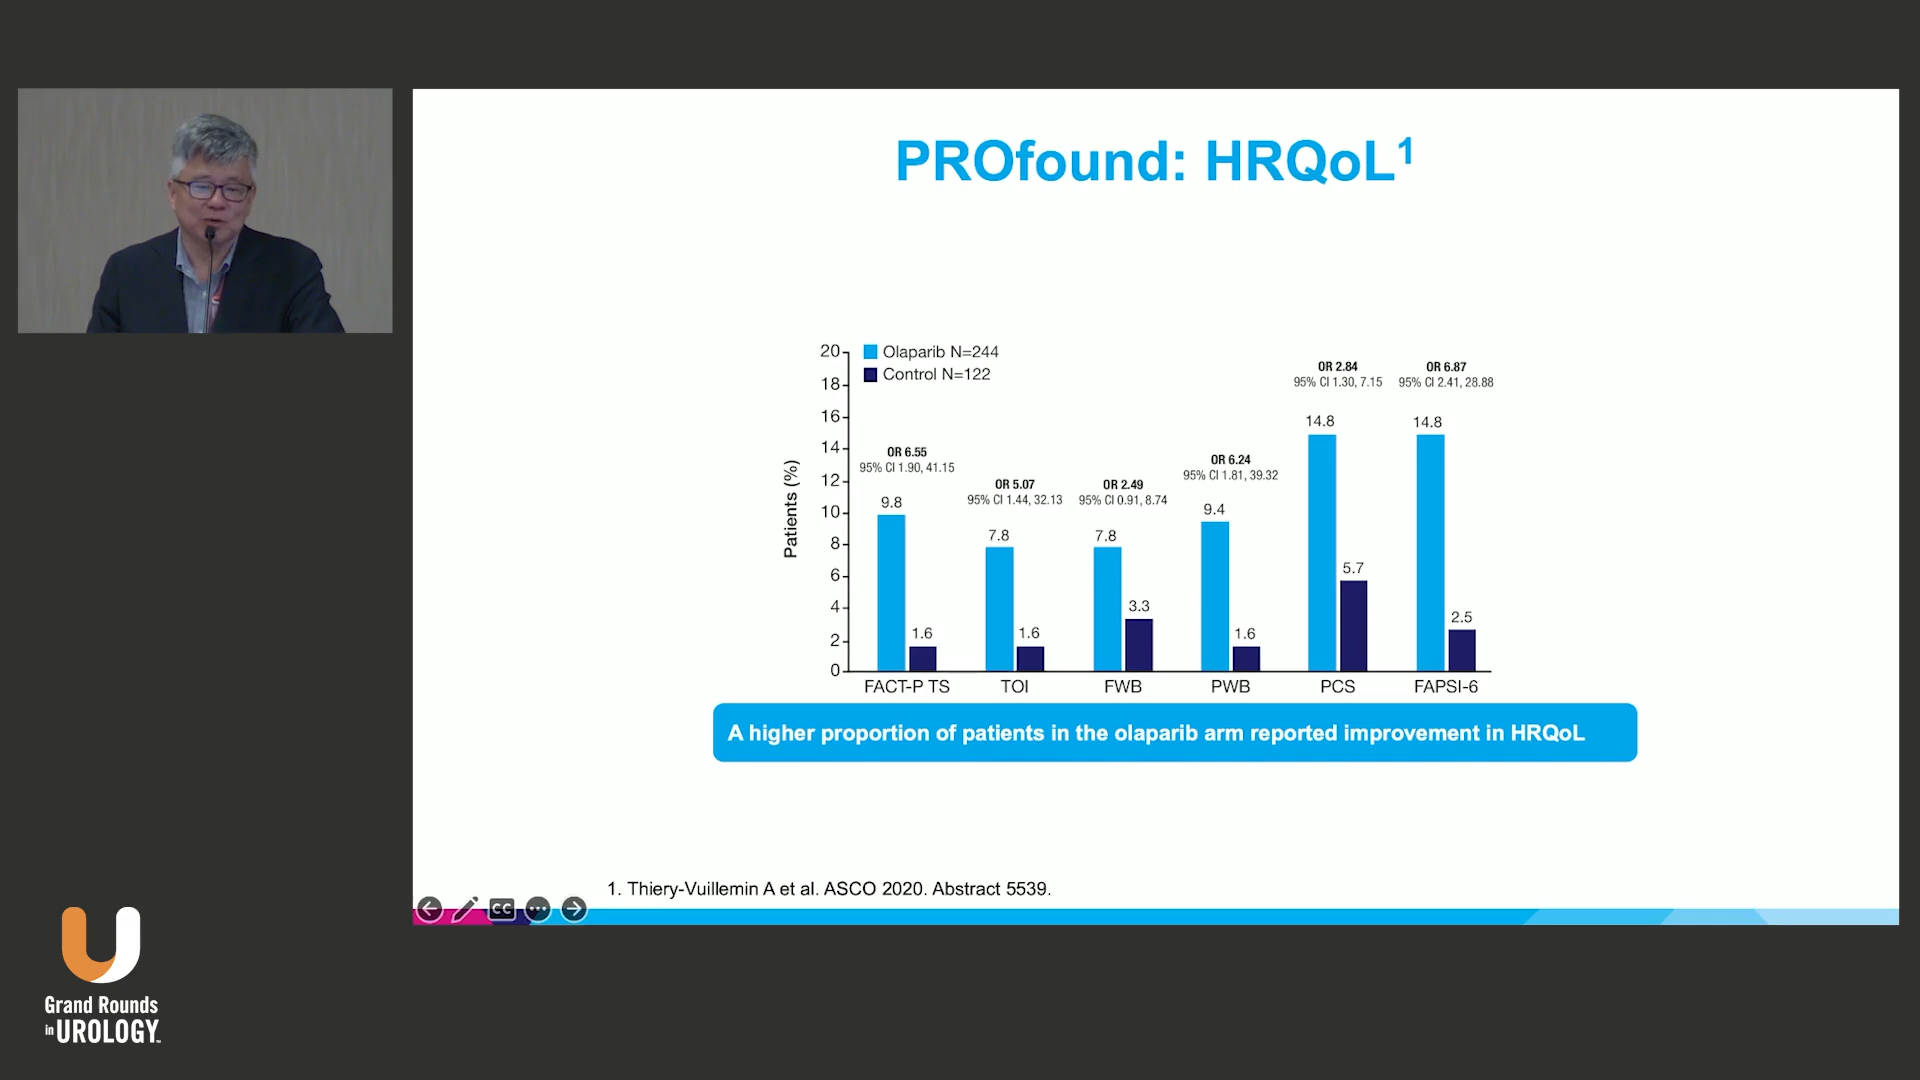 PROfound: HRQoL1
Olaparib N=244
Control N=122
Patients (%)
20
18
16
14
12
10
8
6
4
2
0
OR 6.55
95% CI 1.90, 41.15
9.8
1.6
OR 5.07
95% CI 1.44, 32.13
7.8
1.6
OR 2.49
95% CI 0.91, 8.74
7.8
3.3
OR 6.24
95% CI 1.81, 39.32
9.4
1.6
OR 2.84
95% CI 1.30, 7.15
14.8
5.7
OR 6.87
95% CI 2.41, 28.88
14.8
2.5
FACT-P TS
TOI
FWB
PWB
PCS
FAPSI-6
A higher proportion of patients in the olaparib arm reported improvement in HRQoL
1. Thiery-Vuillemin A et al. ASCO 2020. Abstract 5539.
CC
Grand Rounds
in UROLOGY™